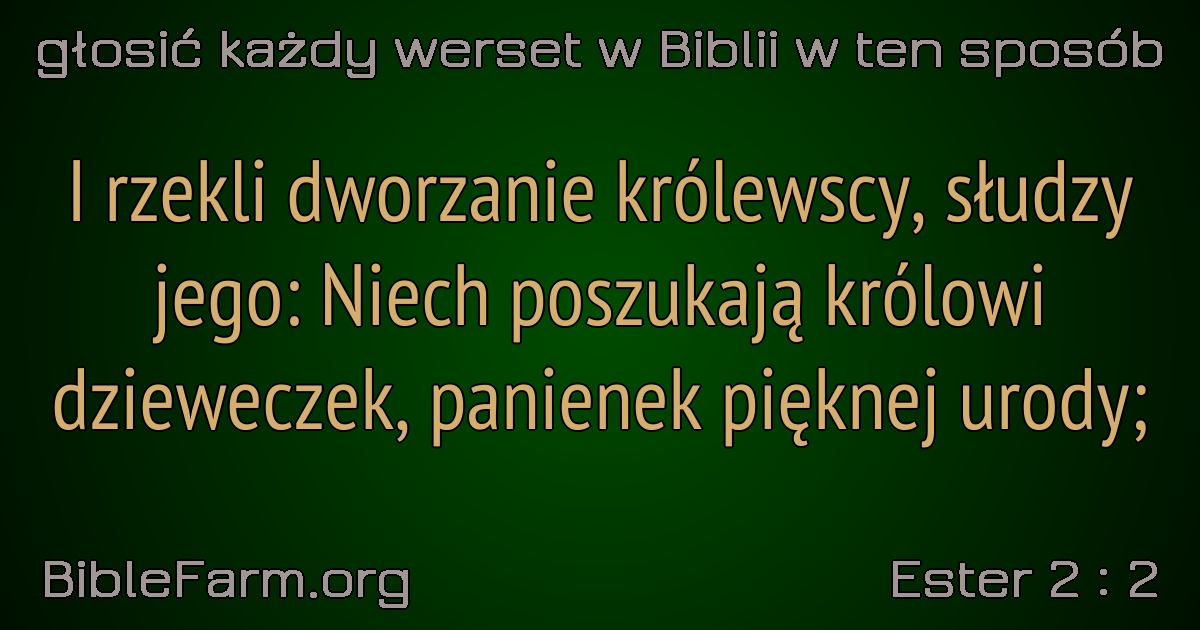 głosić każdy werset w Biblii w ten sposób
I rzekli dworzanie królewscy, słudzy
jego: Niech poszukają królowi
dzieweczek, panienek pięknej urody;
BibleFarm.org
Ester 2 : 2